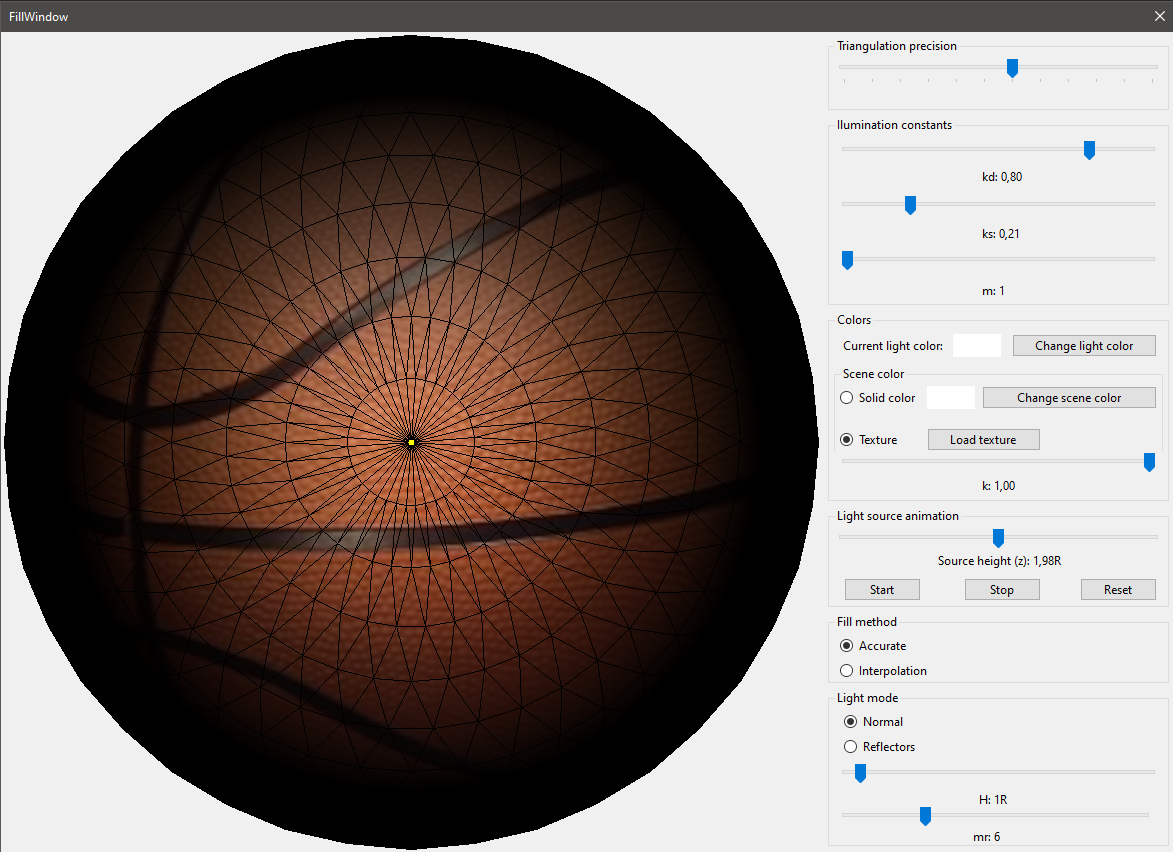 FillWindow
Triangulation precision
Ilumination constants
kd: 0,80
ks: 0,21
m: 1
Colors
Current light color:
Change light color
Scene color
Solid color
Change scene color
Texture
Load texture
k: 1,00
Light source animation
Source height (z): 1,98R
Start
Stop
Reset
Fill method
Accurate
Interpolation
Light mode
Normal
Reflectors
H: 1R
mr: 6